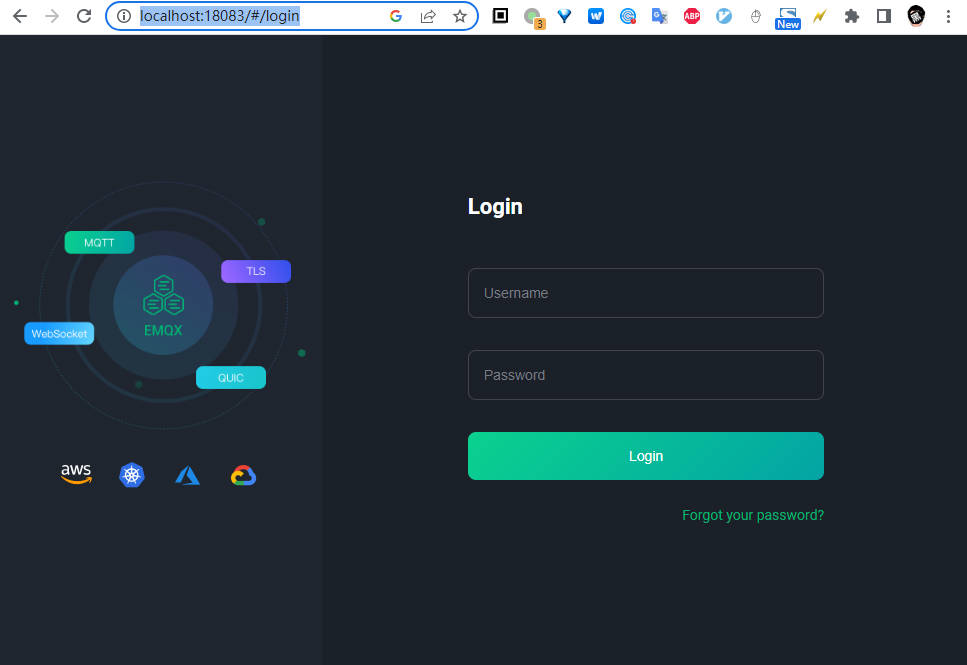 localhost:18083/#/login
3
W
ABP
New
Login
MQTT
TLS
EMQX
WebSocket
QUIC
aws
Username
Password
Login
Forgot your password?